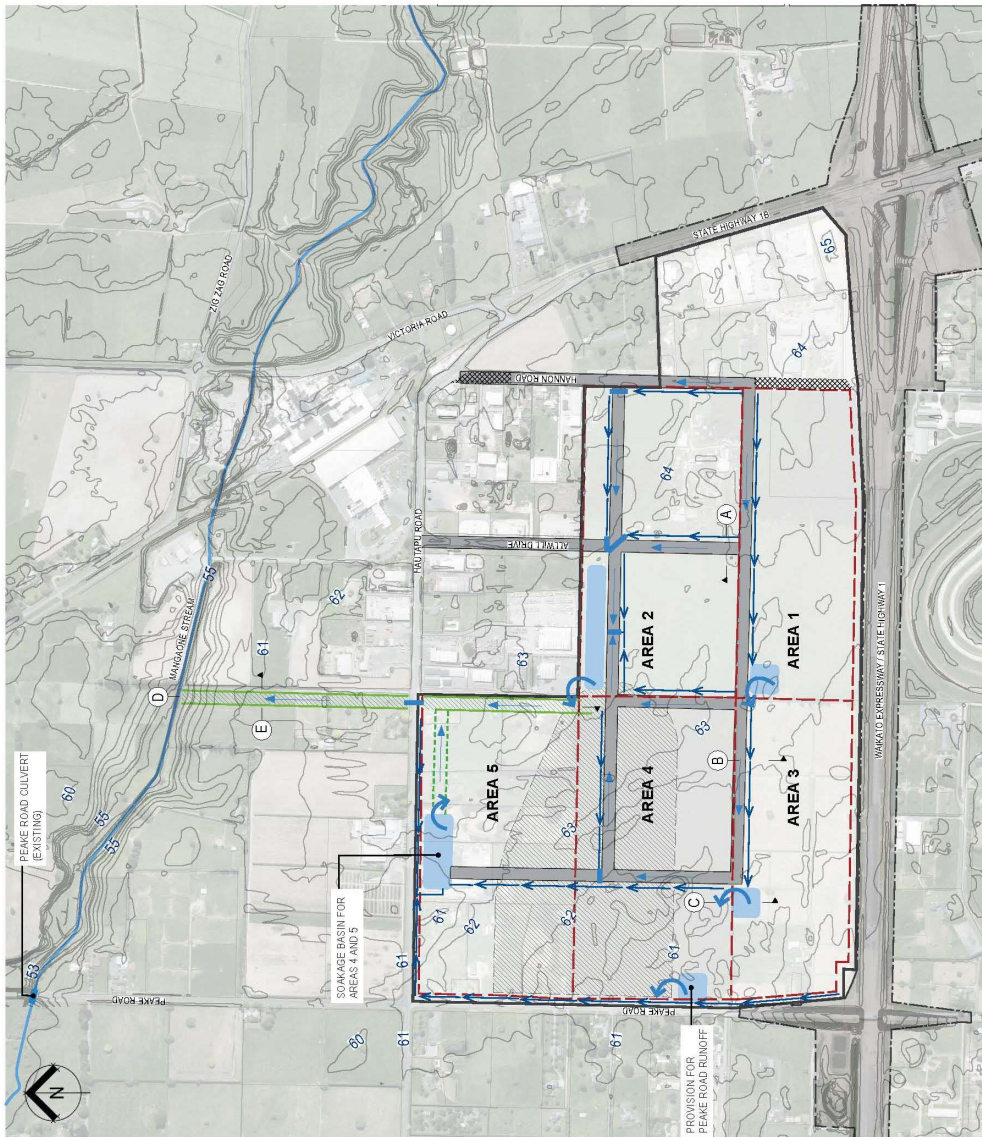 PEAKE ROAD CULVERT
(EXISTING)
60
55
55
53
N
MANGAONE STREAM
D
E
61
55
62
ZIG ZAG ROAD
VICTORIA ROAD
STATE HIGHWAY 1B
PEAKE ROAD
SOAKAGE BASIN FOR
AREAS 4 AND 5
HAUTAPU ROAD
HANNON ROAD
ALLWILL DRIVE
60
61
61
61
61
62
62
63
63
63
64
64
65
AREA 5
AREA 4
AREA 2
AREA 3
AREA 1
A
B
C
61
PEAKE ROAD
PROVISION FOR
PEAKE ROAD RUNOFF
WAIKATO EXPRESSWAY / STATE HIGHWAY 1